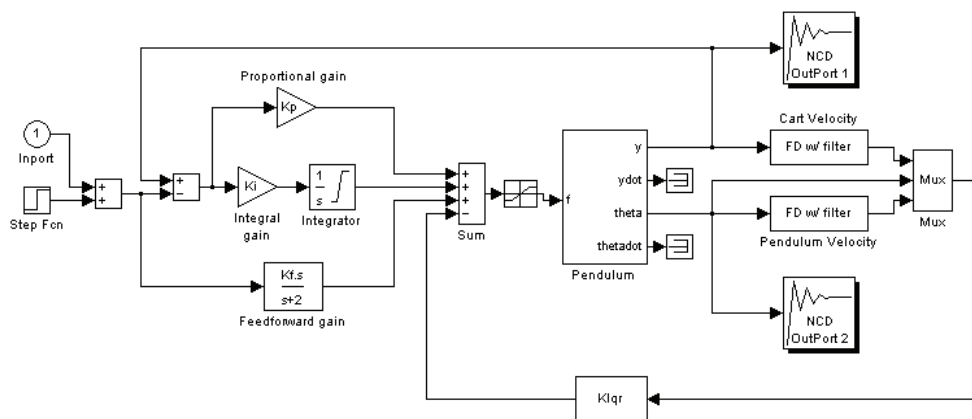 NCD
OutPort 1
Proportional gain
Kp
Cart Velocity
1
Inport
y
FD w/ filter
+
+
Step Fcn
+
−
Ki
Integral
gain
1
s
Integrator
+
+
+
−
Sum
f
ydot
theta
thetadot
Pendulum
Mux
Mux
FD w/ filter
Pendulum Velocity
Kf.s
s+2
Feedforward gain
NCD
OutPort 2
Klqr